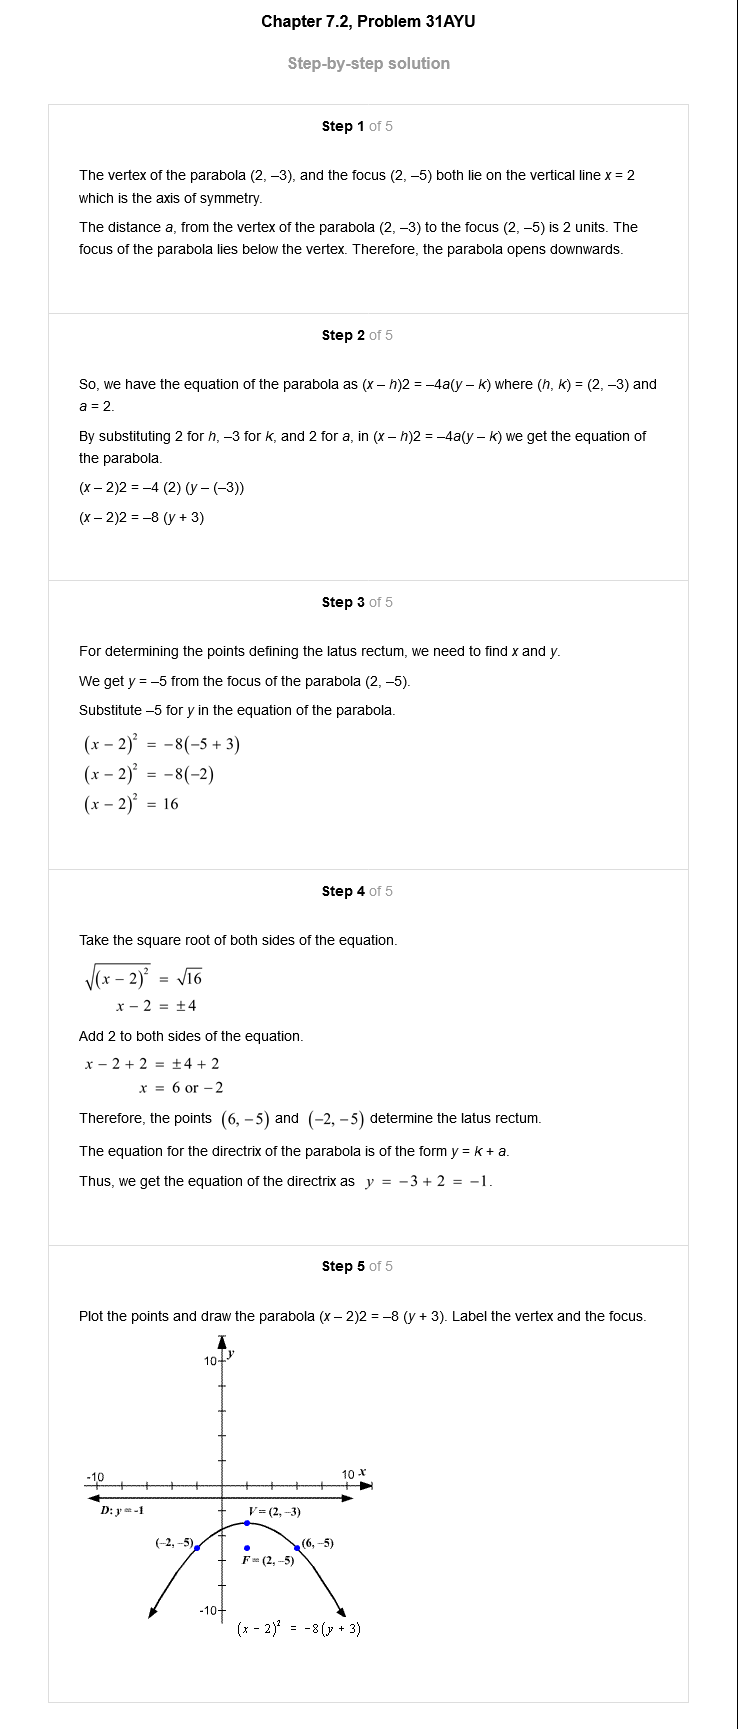 Chapter 7.2, Problem 31AYU
Step-by-step solution
Step 1 of 5
The vertex of the parabola (2, –3), and the focus (2, –5) both lie on the vertical line x = 2
which is the axis of symmetry.
The distance a, from the vertex of the parabola (2, –3) to the focus (2, –5) is 2 units. The
focus of the parabola lies below the vertex. Therefore, the parabola opens downwards.
Step 2 of 5
So, we have the equation of the parabola as (x – h)2 = –4a(y – k) where (h, k) = (2, –3) and
a = 2.
By substituting 2 for h, –3 for k, and 2 for a, in (x – h)2 = –4a(y – k) we get the equation of
the parabola.
(x – 2)2 = –4 (2) (y – (–3))
(x – 2)2 = –8 (y + 3)
Step 3 of 5
For determining the points defining the latus rectum, we need to find x and y.
We get y = –5 from the focus of the parabola (2, –5).
Substitute –5 for y in the equation of the parabola.
(x − 2)² = −8(−5 + 3)
(x − 2)² = −8(−2)
(x − 2)² = 16
Step 4 of 5
Take the square root of both sides of the equation.
√(x − 2)² = √16
x − 2 = ±4
Add 2 to both sides of the equation.
x − 2 + 2 = ±4 + 2
x = 6 or −2
Therefore, the points (6, −5) and (−2, −5) determine the latus rectum.
The equation for the directrix of the parabola is of the form y = k + a.
Thus, we get the equation of the directrix as y = −3 + 2 = −1.
Step 5 of 5
Plot the points and draw the parabola (x – 2)2 = –8 (y + 3). Label the vertex and the focus.
y
10
-10
10 x
D: y = -1
V = (2, –3)
(–2, –5)
(6, –5)
F = (2, –5)
-10
(x − 2)² = −8(y + 3)